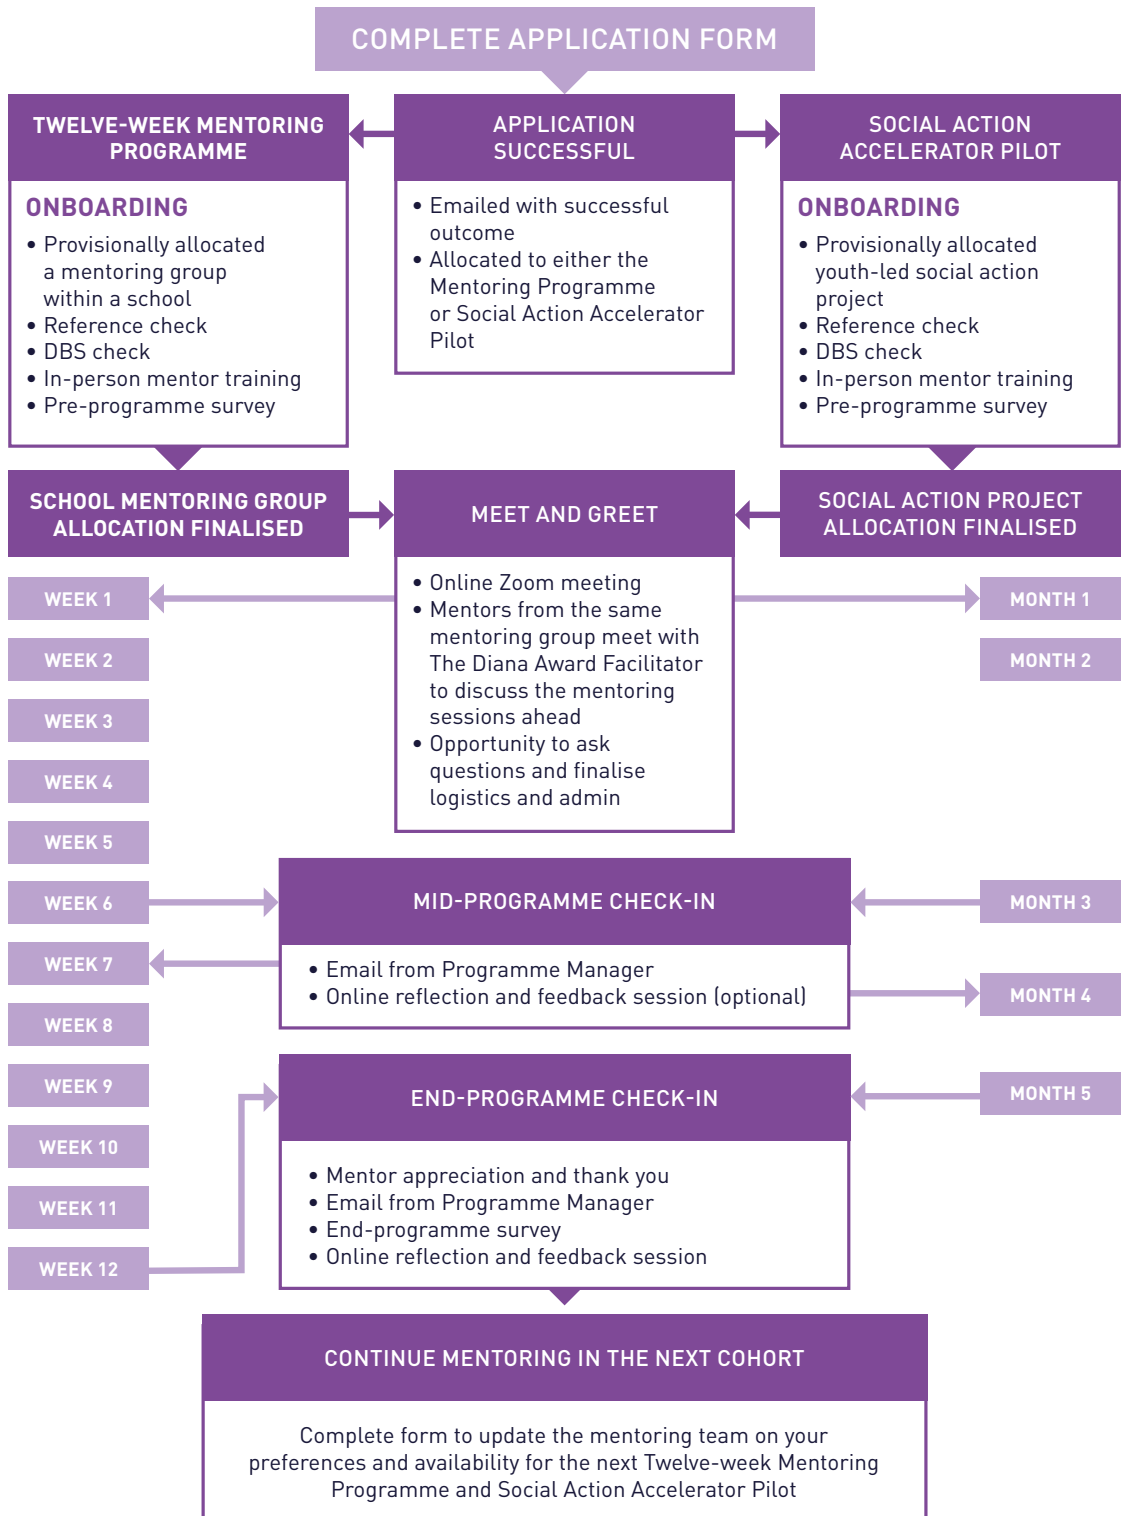 COMPLETE APPLICATION FORM
TWELVE-WEEK MENTORING
PROGRAMME
ONBOARDING
• Provisionally allocated
a mentoring group
within a school
• Reference check
• DBS check
• In-person mentor training
• Pre-programme survey
APPLICATION
SUCCESSFUL
• Emailed with successful
outcome
• Allocated to either the
Mentoring Programme
or Social Action Accelerator
Pilot
SOCIAL ACTION
ACCELERATOR PILOT
ONBOARDING
• Provisionally allocated
youth-led social action
project
• Reference check
• DBS check
• In-person mentor training
• Pre-programme survey
SCHOOL MENTORING GROUP
ALLOCATION FINALISED
MEET AND GREET
• Online Zoom meeting
• Mentors from the same
mentoring group meet with
The Diana Award Facilitator
to discuss the mentoring
sessions ahead
• Opportunity to ask
questions and finalise
logistics and admin
SOCIAL ACTION PROJECT
ALLOCATION FINALISED
WEEK 1
WEEK 2
WEEK 3
WEEK 4
WEEK 5
WEEK 6
WEEK 7
WEEK 8
WEEK 9
WEEK 10
WEEK 11
WEEK 12
MONTH 1
MONTH 2
MONTH 3
MONTH 4
MONTH 5
MID-PROGRAMME CHECK-IN
• Email from Programme Manager
• Online reflection and feedback session (optional)
END-PROGRAMME CHECK-IN
• Mentor appreciation and thank you
• Email from Programme Manager
• End-programme survey
• Online reflection and feedback session
CONTINUE MENTORING IN THE NEXT COHORT
Complete form to update the mentoring team on your
preferences and availability for the next Twelve-week Mentoring
Programme and Social Action Accelerator Pilot